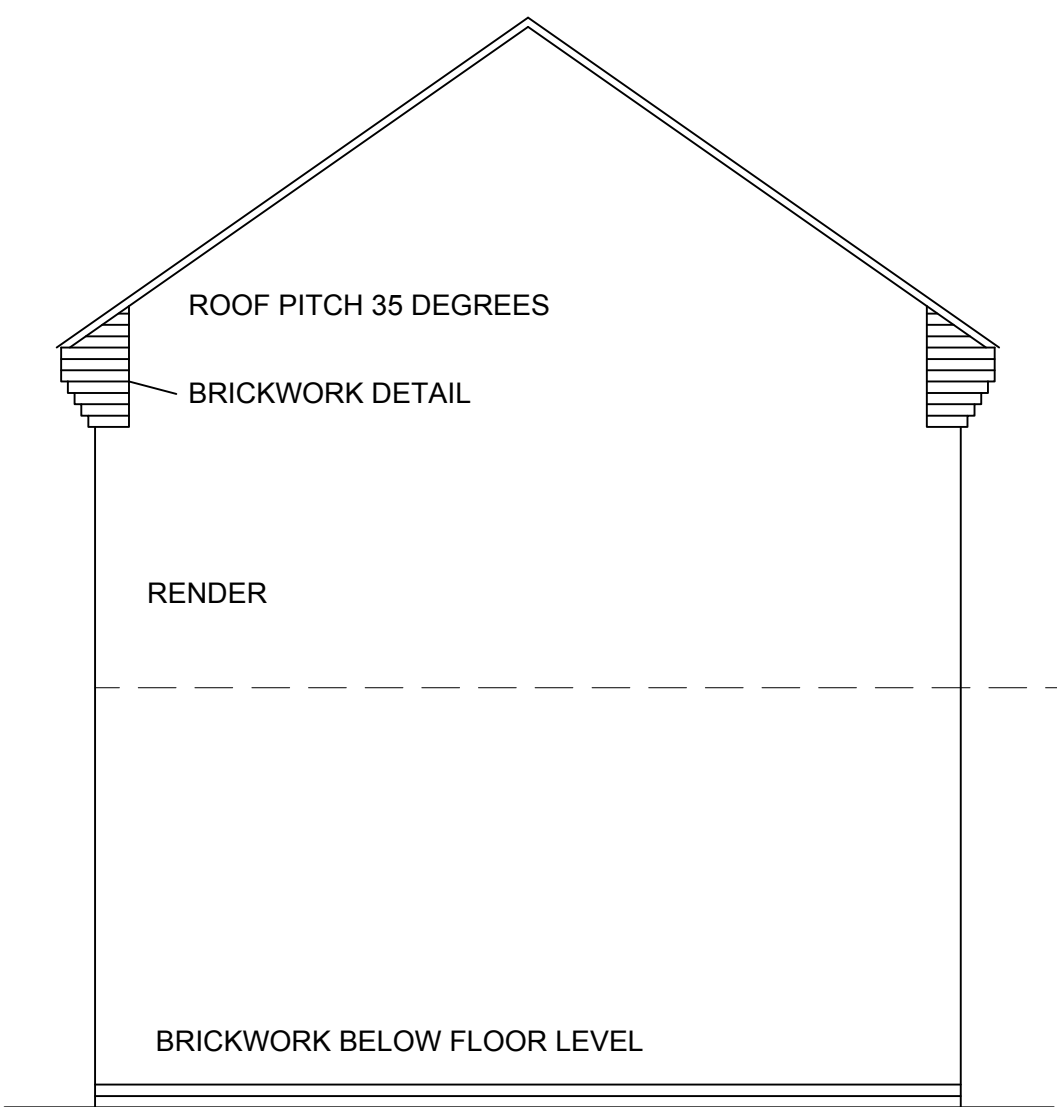 ROOF PITCH 35 DEGREES
BRICKWORK DETAIL
RENDER
BRICKWORK BELOW FLOOR LEVEL